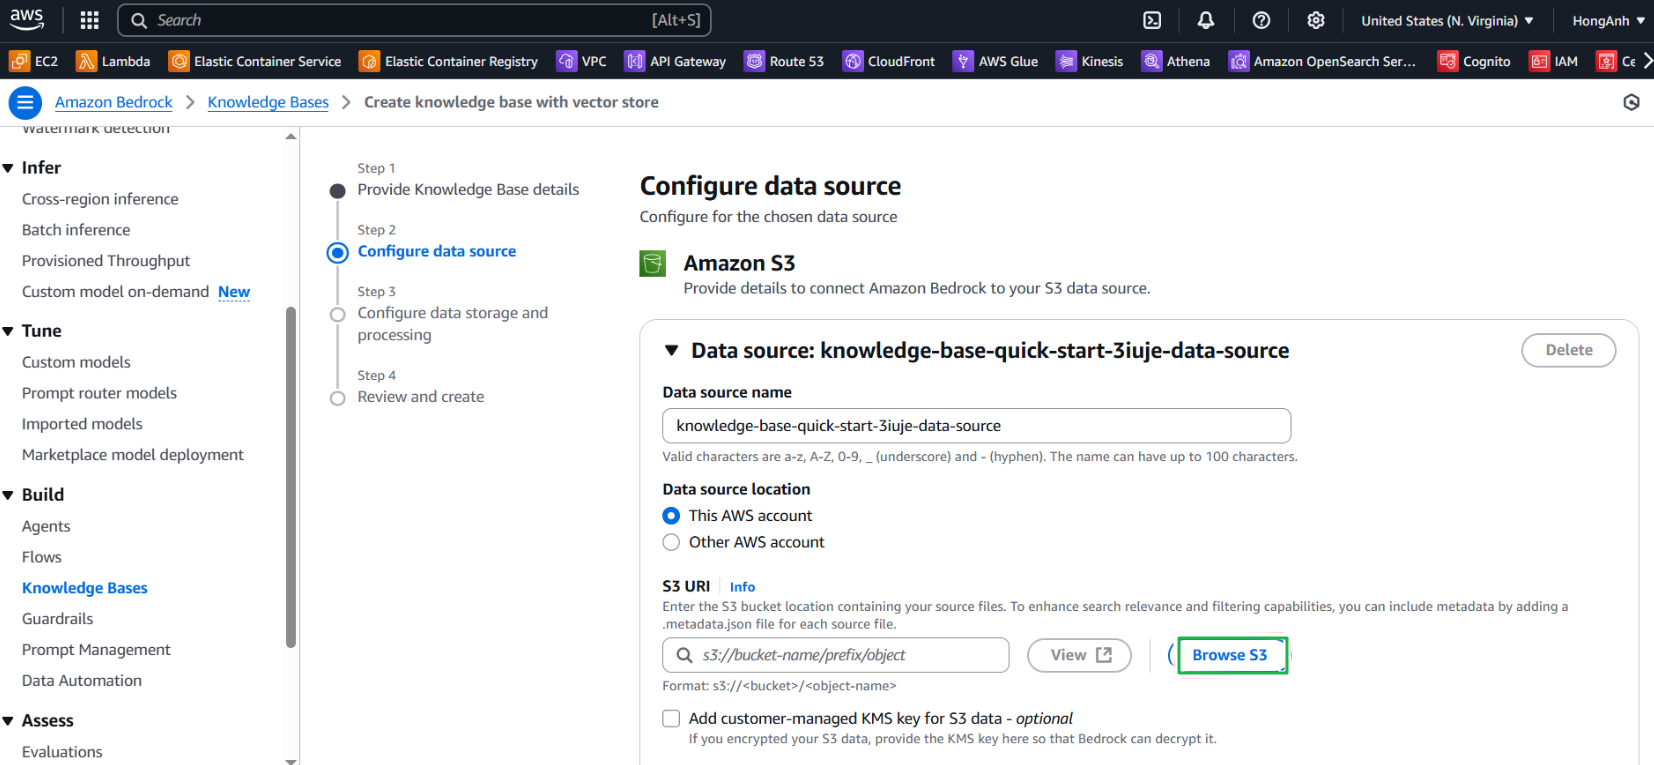 aws
Search [Alt+S]
United States (N. Virginia) ▼
HongAnh ▼
EC2
Lambda
Elastic Container Service
Elastic Container Registry
VPC
API Gateway
Route 53
CloudFront
AWS Glue
Kinesis
Athena
Amazon OpenSearch Ser...
Cognito
IAM
Ce
Amazon Bedrock > Knowledge Bases > Create knowledge base with vector store
Watermark detection
Infer
Cross-region inference
Batch inference
Provisioned Throughput
Custom model on-demand New
Tune
Custom models
Prompt router models
Imported models
Marketplace model deployment
Build
Agents
Flows
Knowledge Bases
Guardrails
Prompt Management
Data Automation
Assess
Evaluations
Step 1
Provide Knowledge Base details
Step 2
Configure data source
Step 3
Configure data storage and
processing
Step 4
Review and create
Configure data source
Configure for the chosen data source
Amazon S3
Provide details to connect Amazon Bedrock to your S3 data source.
Data source: knowledge-base-quick-start-3iuje-data-source
Delete
Data source name
knowledge-base-quick-start-3iuje-data-source
Valid characters are a-z, A-Z, 0-9, _ (underscore) and - (hyphen). The name can have up to 100 characters.
Data source location
This AWS account
Other AWS account
S3 URI Info
Enter the S3 bucket location containing your source files. To enhance search relevance and filtering capabilities, you can include metadata by adding a
.metadata.json file for each source file.
s3://bucket-name/prefix/object
View
Browse S3
Format: s3://<bucket>/<object-name>
Add customer-managed KMS key for S3 data - optional
If you encrypted your S3 data, provide the KMS key here so that Bedrock can decrypt it.